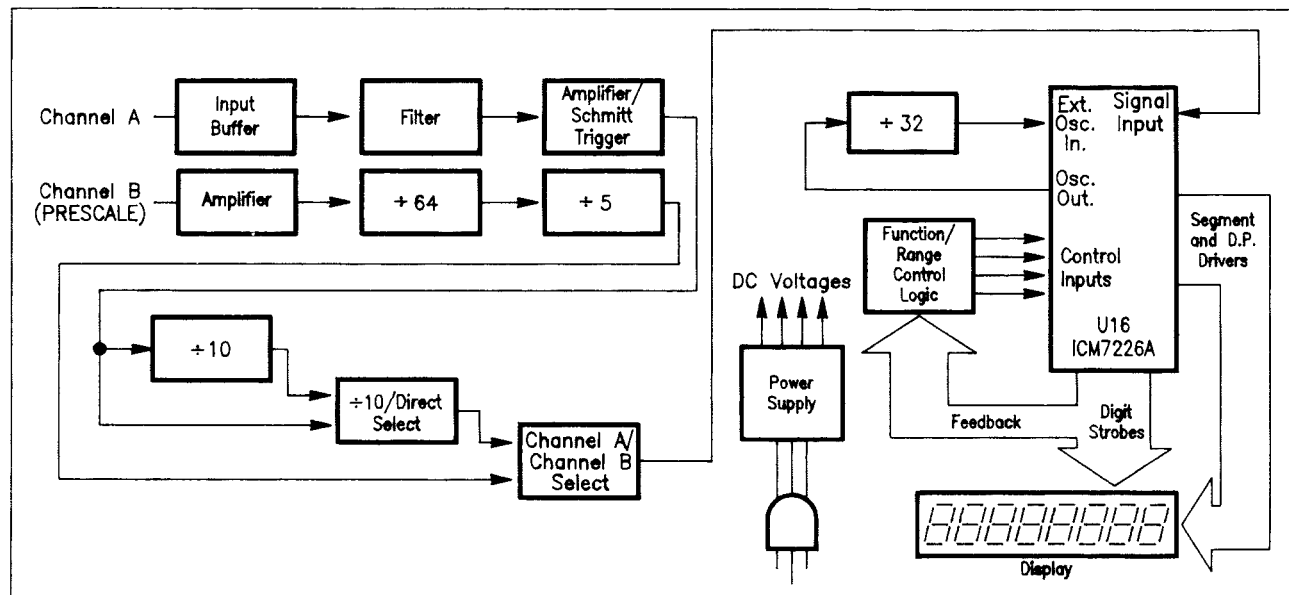 Channel A
Input
Buffer
Filter
Amplifier/
Schmitt
Trigger
Channel B
(PRESCALE)
Amplifier
÷ 64
÷ 5
÷10
÷10/Direct
Select
Channel A/
Channel B
Select
÷ 32
Ext.
Osc.
In.
Signal
Input
Osc.
Out.
Function/
Range
Control
Logic
Control
Inputs
U16
ICM7226A
Segment
and D.P.
Drivers
DC Voltages
Power
Supply
Feedback
Digit
Strobes
88888888
Display